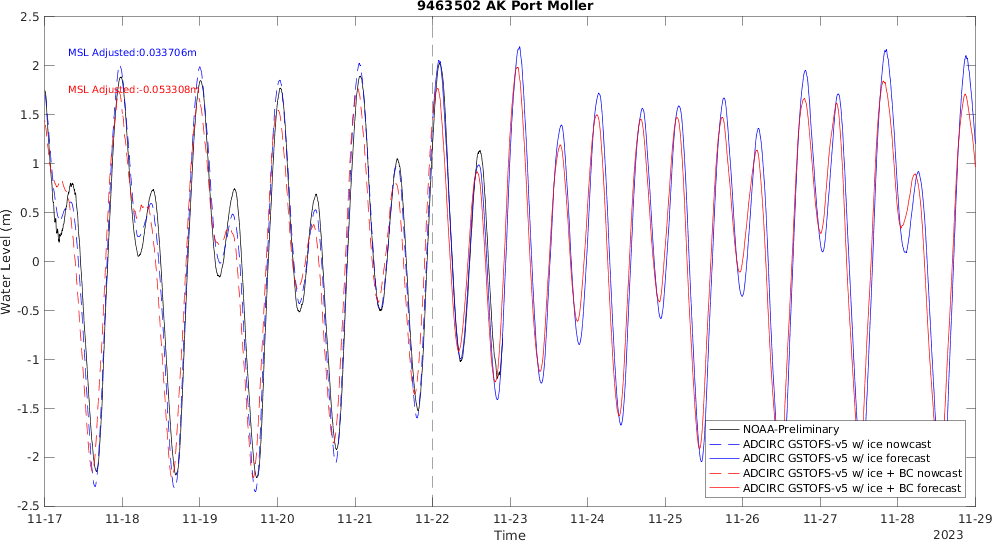 9463502 AK Port Moller
MSL Adjusted:0.033706m
MSL Adjusted:-0.053308m
Water Level (m)
2.5
2
1.5
1
0.5
0
-0.5
-1
-1.5
-2
-2.5
NOAA-Preliminary
ADCIRC GSTOFS-v5 w/ ice nowcast
ADCIRC GSTOFS-v5 w/ ice forecast
ADCIRC GSTOFS-v5 w/ ice + BC nowcast
ADCIRC GSTOFS-v5 w/ ice + BC forecast
11-17 11-18 11-19 11-20 11-21 11-22 11-23 11-24 11-25 11-26 11-27 11-28 11-29
Time
2023